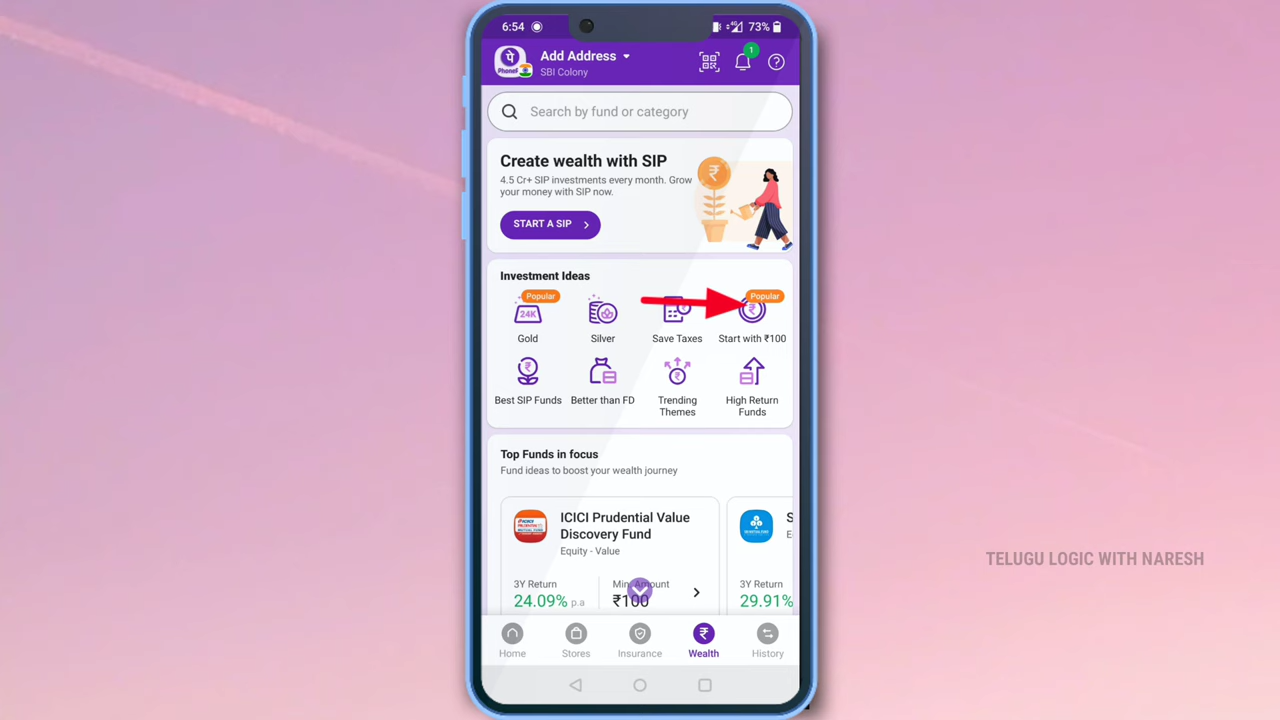 6:54
4G
73%
पे
PhonePe
Add Address
SBI Colony
1
?
Search by fund or category
Create wealth with SIP
4.5 Cr+ SIP investments every month. Grow
your money with SIP now.
START A SIP
₹
Investment Ideas
Popular
Popular
24K
₹
Gold
Silver
Save Taxes
Start with ₹100
₹
₹
Best SIP Funds
Better than FD
Trending
Themes
High Return
Funds
Top Funds in focus
Fund ideas to boost your wealth journey
ICICI Prudential Value
Discovery Fund
Equity - Value
S
E
3Y Return
Min. Amount
24.09% p.a
₹100
3Y Return
29.91%
₹
Home
Stores
Insurance
Wealth
History
TELUGU LOGIC WITH NARESH